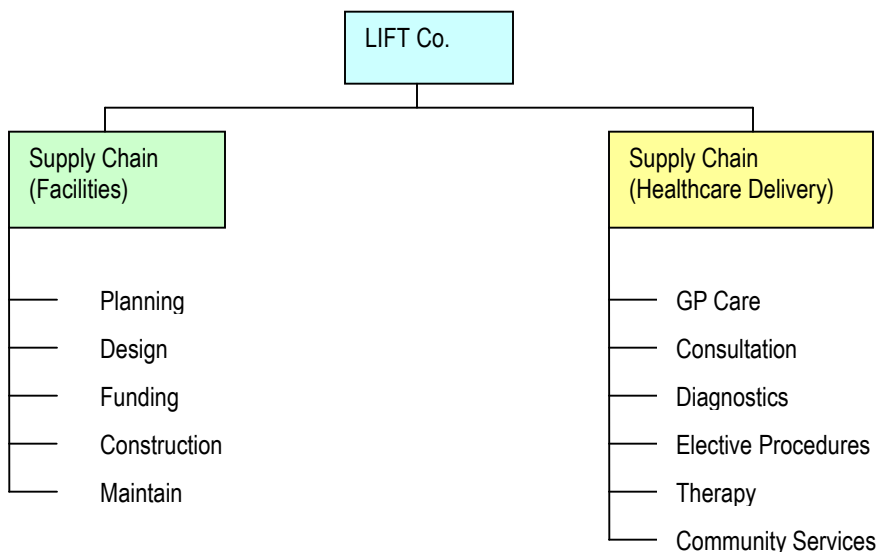 LIFT Co.
Supply Chain
(Facilities)
Planning
Design
Funding
Construction
Maintain
Supply Chain
(Healthcare Delivery)
GP Care
Consultation
Diagnostics
Elective Procedures
Therapy
Community Services